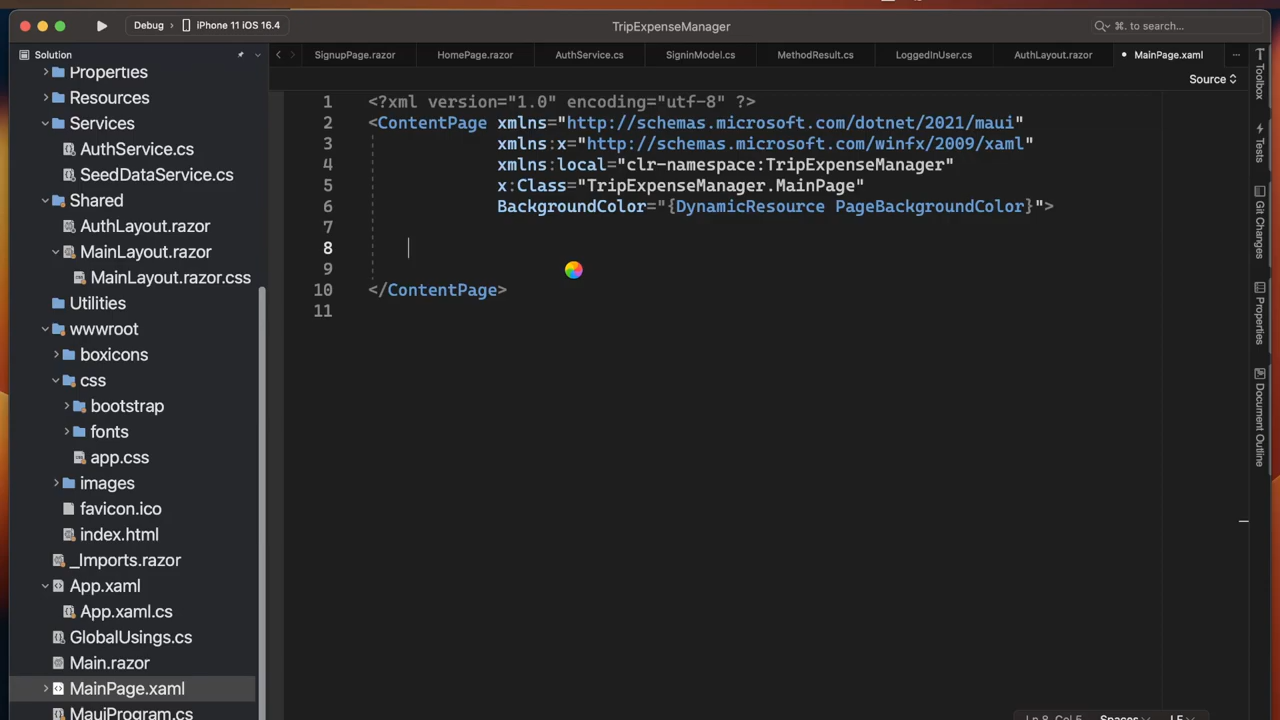 Debug > iPhone 11 iOS 16.4
TripExpenseManager
⌘. to search...
Solution
SignupPage.razor
HomePage.razor
AuthService.cs
SigninModel.cs
MethodResult.cs
LoggedInUser.cs
AuthLayout.razor
MainPage.xaml
Source
Properties
Resources
Services
AuthService.cs
SeedDataService.cs
Shared
AuthLayout.razor
MainLayout.razor
MainLayout.razor.css
Utilities
wwwroot
boxicons
css
bootstrap
fonts
app.css
images
favicon.ico
index.html
_Imports.razor
App.xaml
App.xaml.cs
GlobalUsings.cs
Main.razor
MainPage.xaml
MauiProgram.cs
1 <?xml version="1.0" encoding="utf-8" ?>
2 <ContentPage xmlns="http://schemas.microsoft.com/dotnet/2021/maui"
3 xmlns:x="http://schemas.microsoft.com/winfx/2009/xaml"
4 xmlns:local="clr-namespace:TripExpenseManager"
5 x:Class="TripExpenseManager.MainPage"
6 BackgroundColor="{DynamicResource PageBackgroundColor}">
7
8
9
10 </ContentPage>
11
Toolbox
Tests
Git Changes
Properties
Document Outline
Ln 8, Col 5 Spaces LF